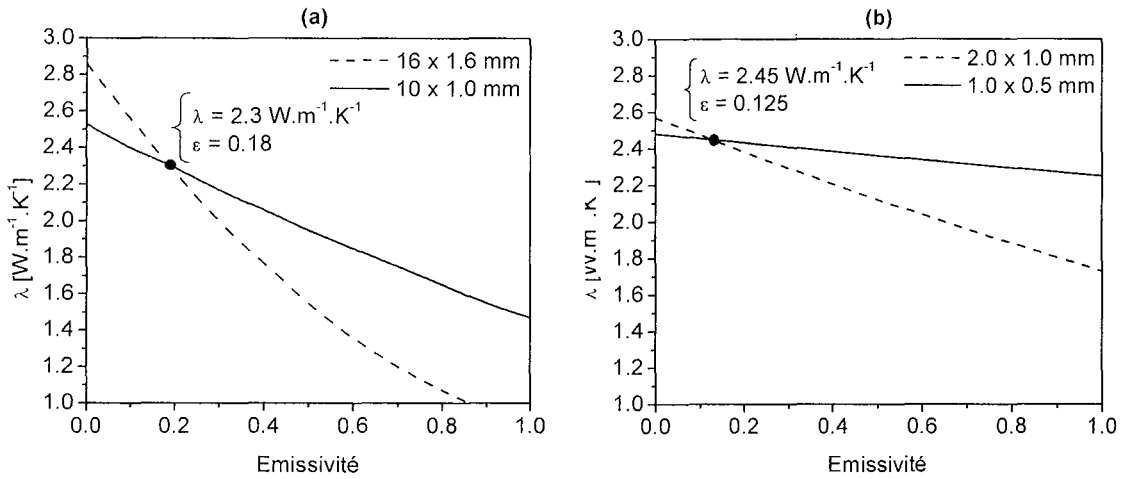 (a)
3.0
2.8
2.6
2.4
2.2
2.0
1.8
1.6
1.4
1.2
1.0
λ [W.m⁻¹.K⁻¹]
16 x 1.6 mm
10 x 1.0 mm
λ = 2.3 W.m⁻¹.K⁻¹
ε = 0.18
0.0 0.2 0.4 0.6 0.8 1.0
Emissivité
(b)
3.0
2.8
2.6
2.4
2.2
2.0
1.8
1.6
1.4
1.2
1.0
2.0 x 1.0 mm
1.0 x 0.5 mm
λ = 2.45 W.m⁻¹.K⁻¹
ε = 0.125
0.0 0.2 0.4 0.6 0.8 1.0
Emissivité